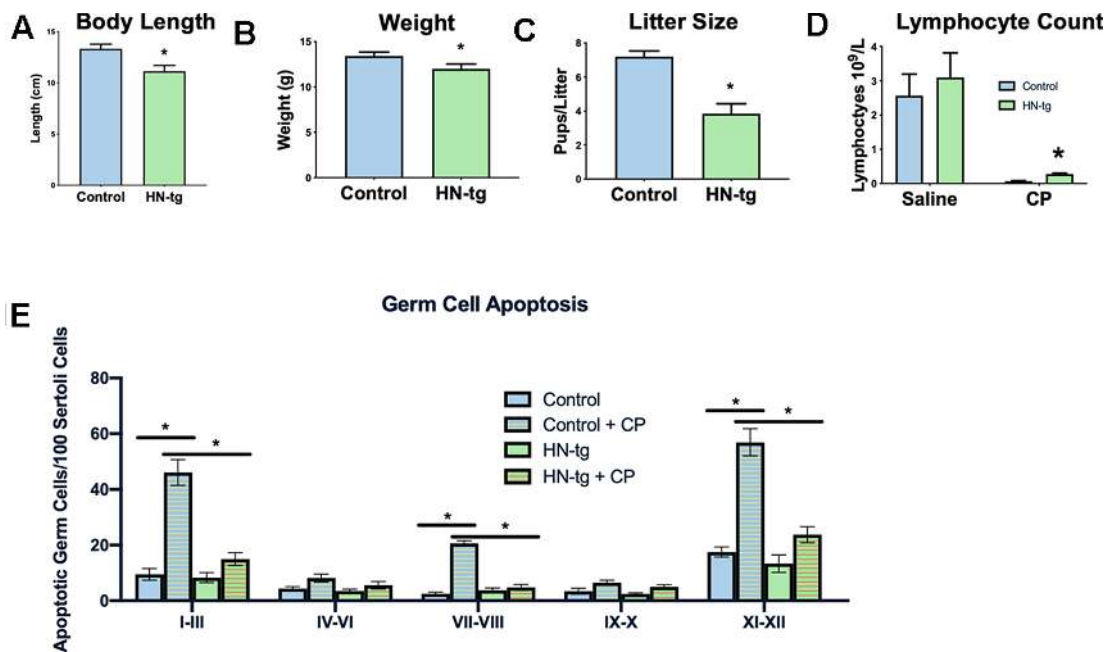 A
Body Length
Length (cm)
15
10
5
0
*
Control
HN-tg
B
Weight
Weight (g)
15
10
5
0
*
Control
HN-tg
C
Litter Size
Pups/Litter
8
6
4
2
0
*
Control
HN-tg
D
Lymphocyte Count
Lymphoctyes 10⁹/L
4
3
2
1
0
Control
HN-tg
*
Saline
CP
E
Germ Cell Apoptosis
Apoptotic Germ Cells/100 Sertoli Cells
80
60
40
20
0
Control
Control + CP
HN-tg
HN-tg + CP
*
*
*
*
*
*
I-III
IV-VI
VII-VIII
IX-X
XI-XII